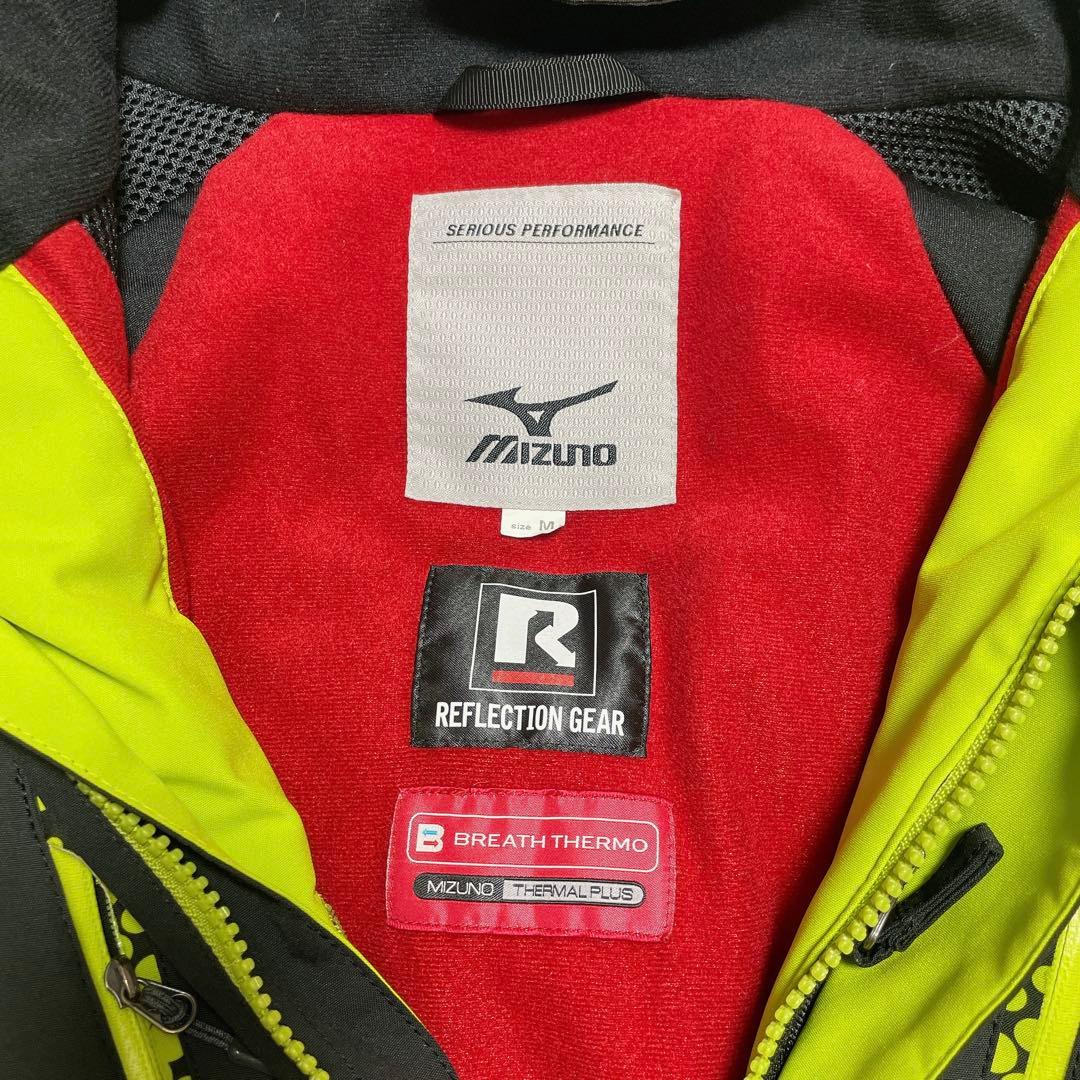 SERIOUS PERFORMANCE
MIZUNO
size M
R
REFLECTION GEAR
B BREATH THERMO
MIZUNO THERMAL PLUS